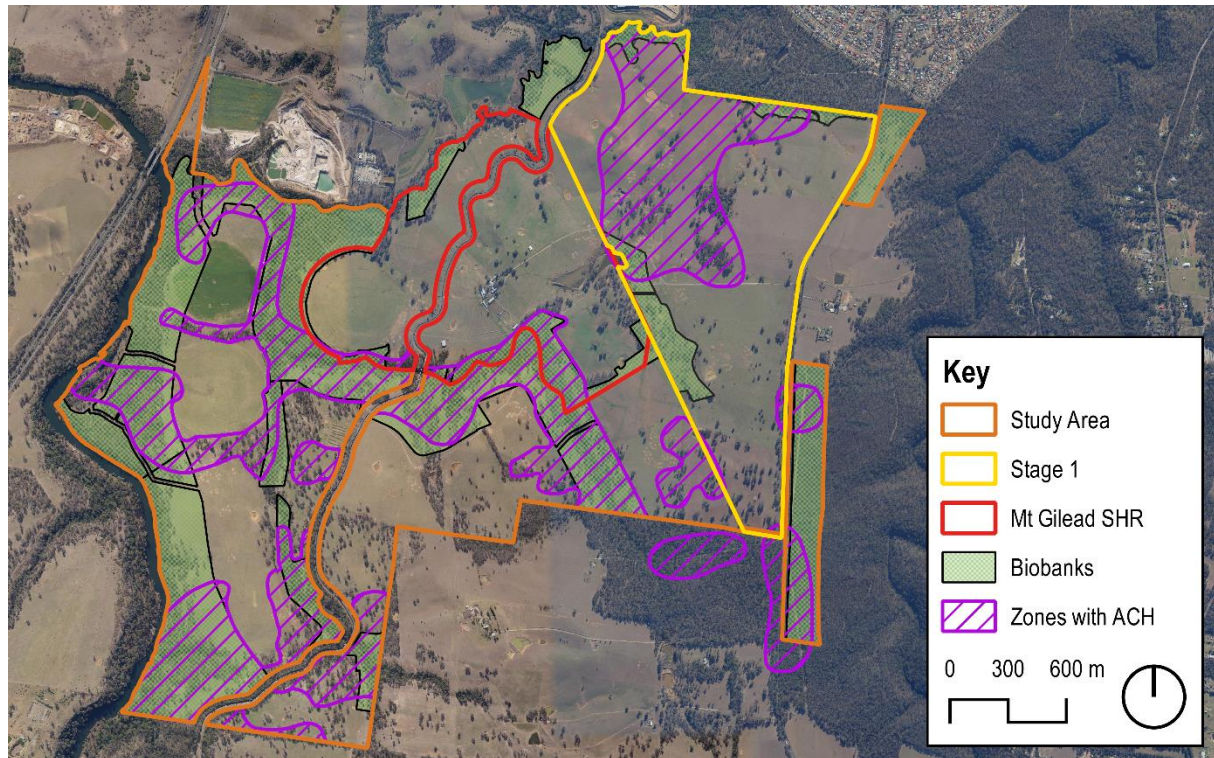 Key
Study Area
Stage 1
Mt Gilead SHR
Biobanks
Zones with ACH
0 300 600 m